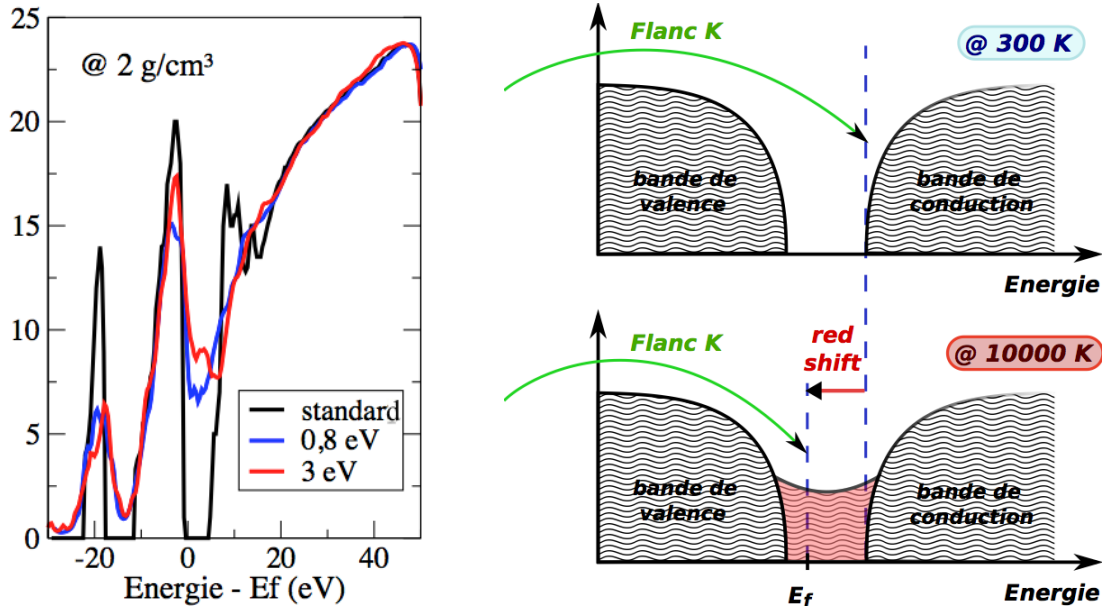 25
20
15
10
5
0
@ 2 g/cm³
standard
0,8 eV
3 eV
-20
0
20
40
Energie - Ef (eV)
Flanc K
@ 300 K
bande de
valence
bande de
conduction
Energie
Flanc K
red
shift
@ 10000 K
bande de
valence
bande de
conduction
Ef
Energie